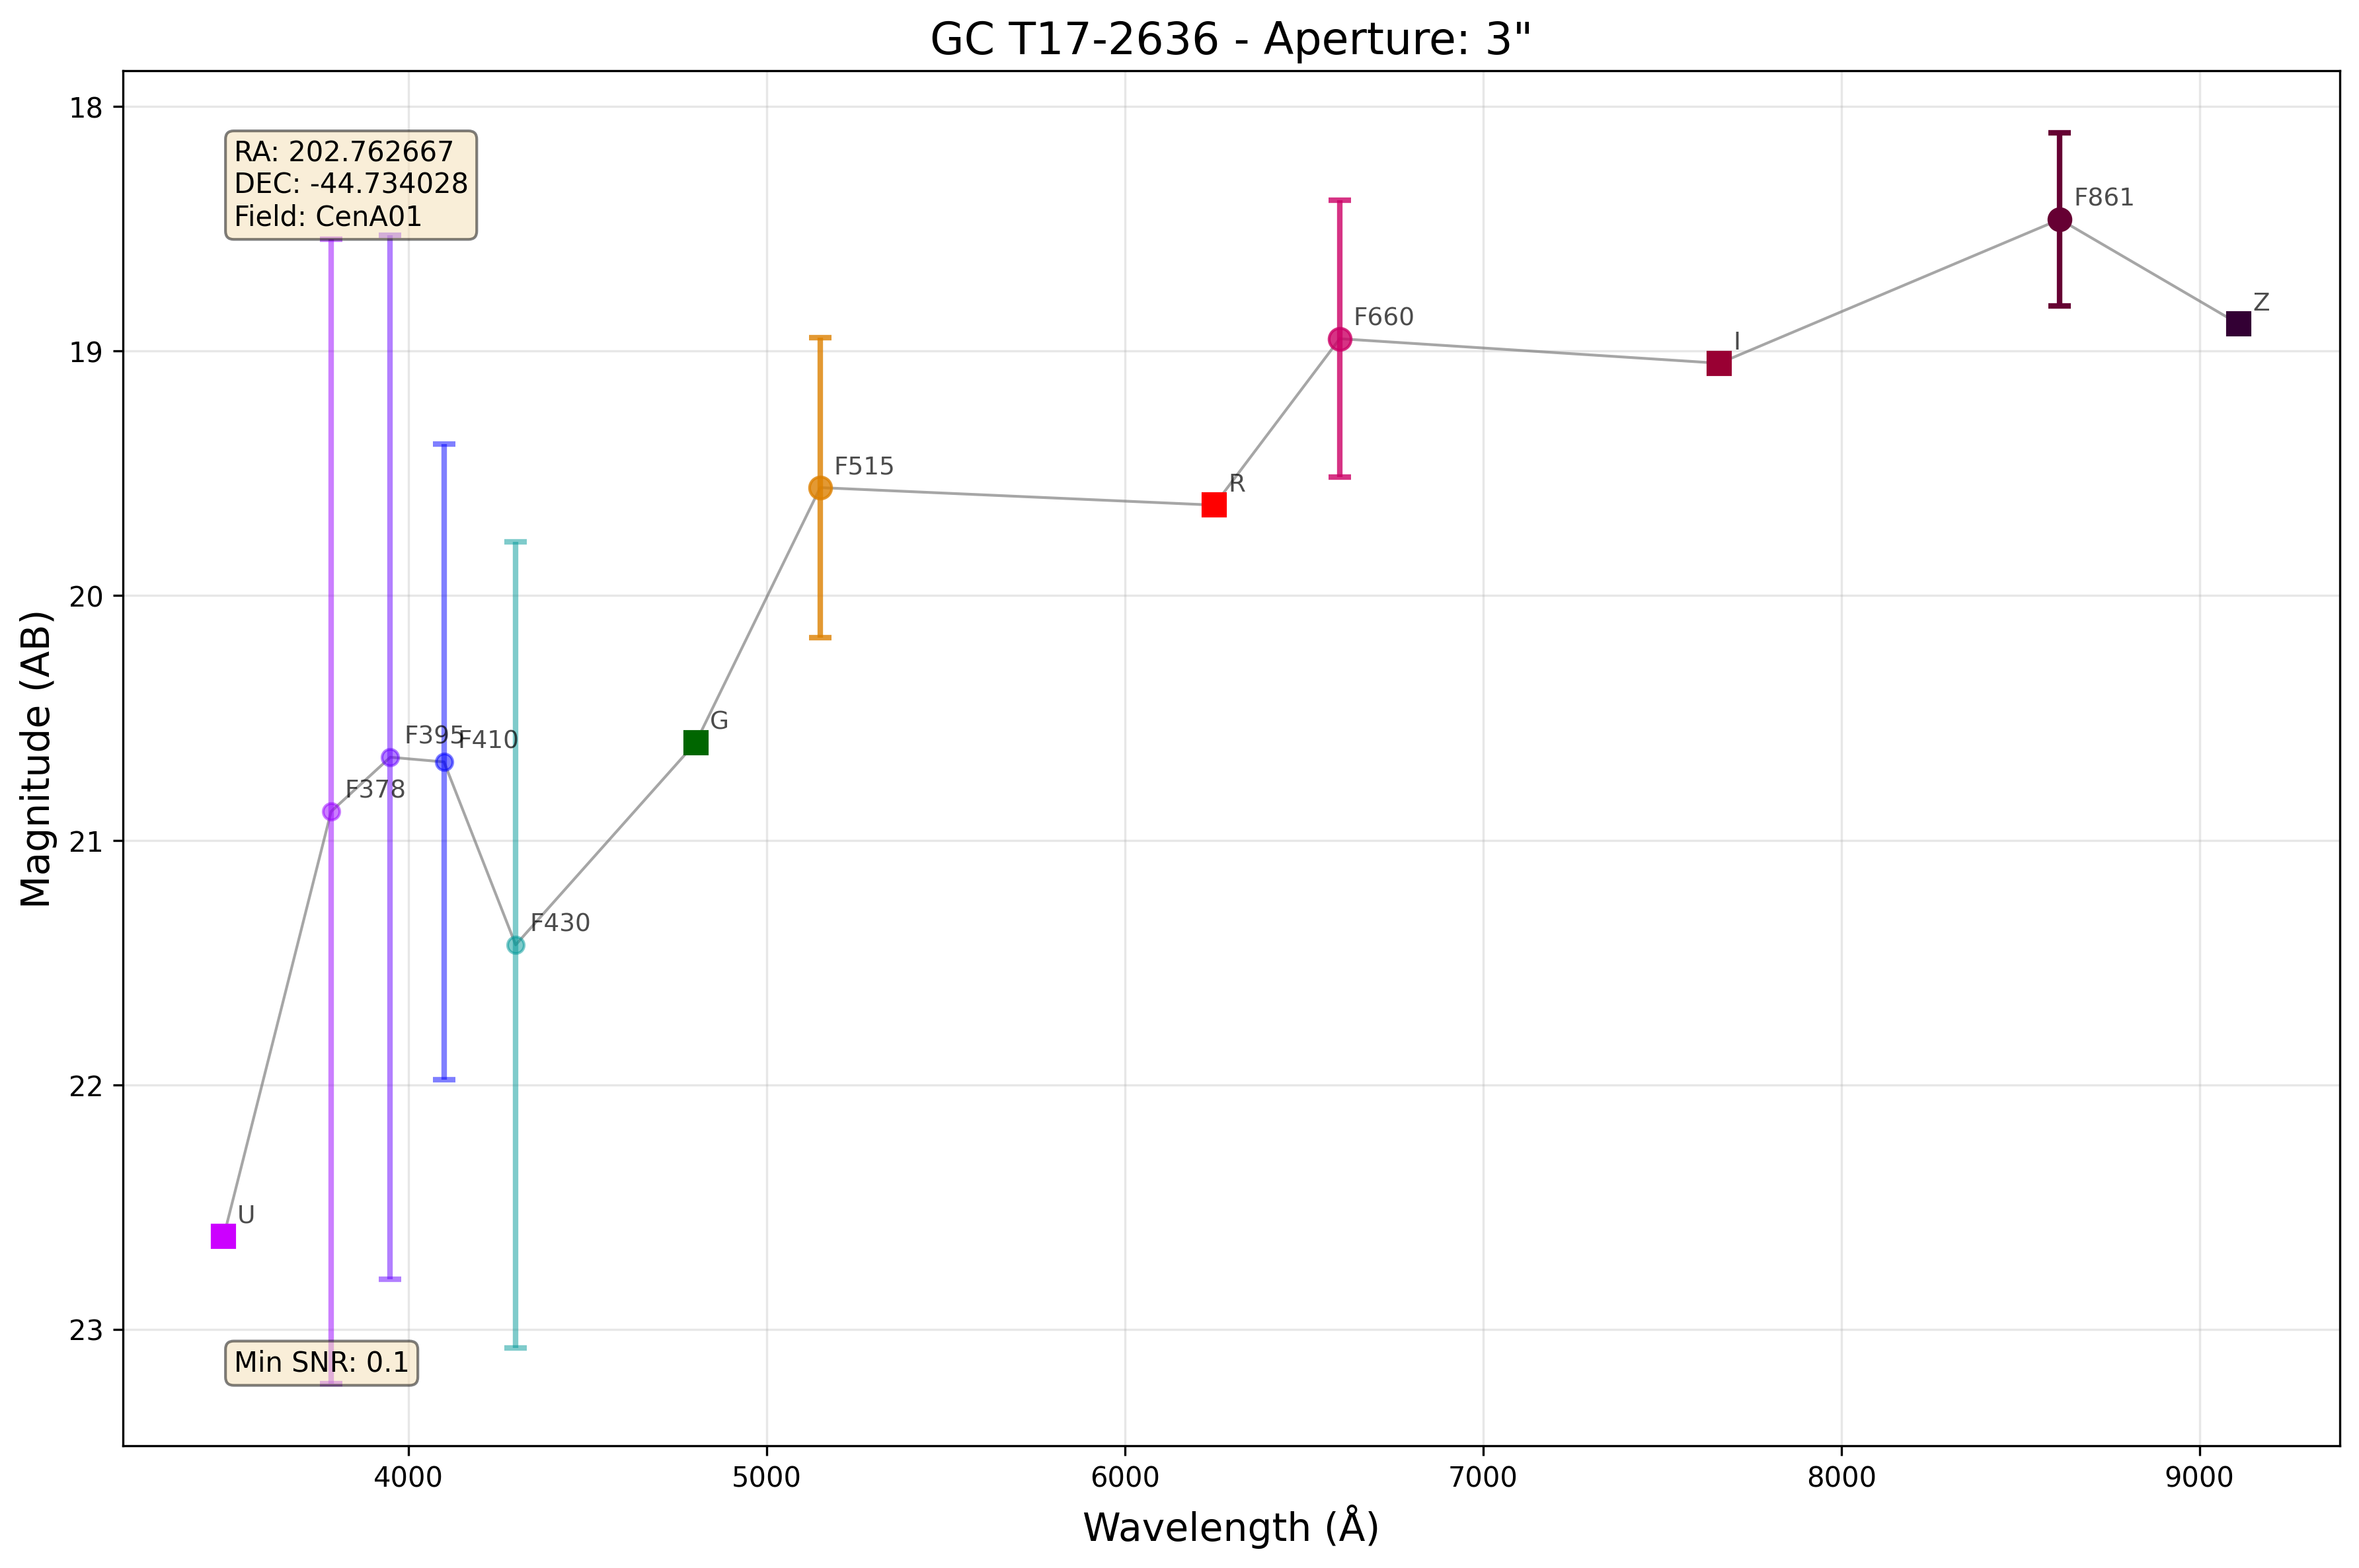 GC T17-2636 - Aperture: 3"
18
RA: 202.762667
DEC: -44.734028
Field: CenA01
F861
Z
F660
I
19
F515
R
20
G
F395
F410
F378
21
F430
22
U
23
Min SNR: 0.1
Magnitude (AB)
4000
5000
6000
7000
8000
9000
Wavelength (Å)